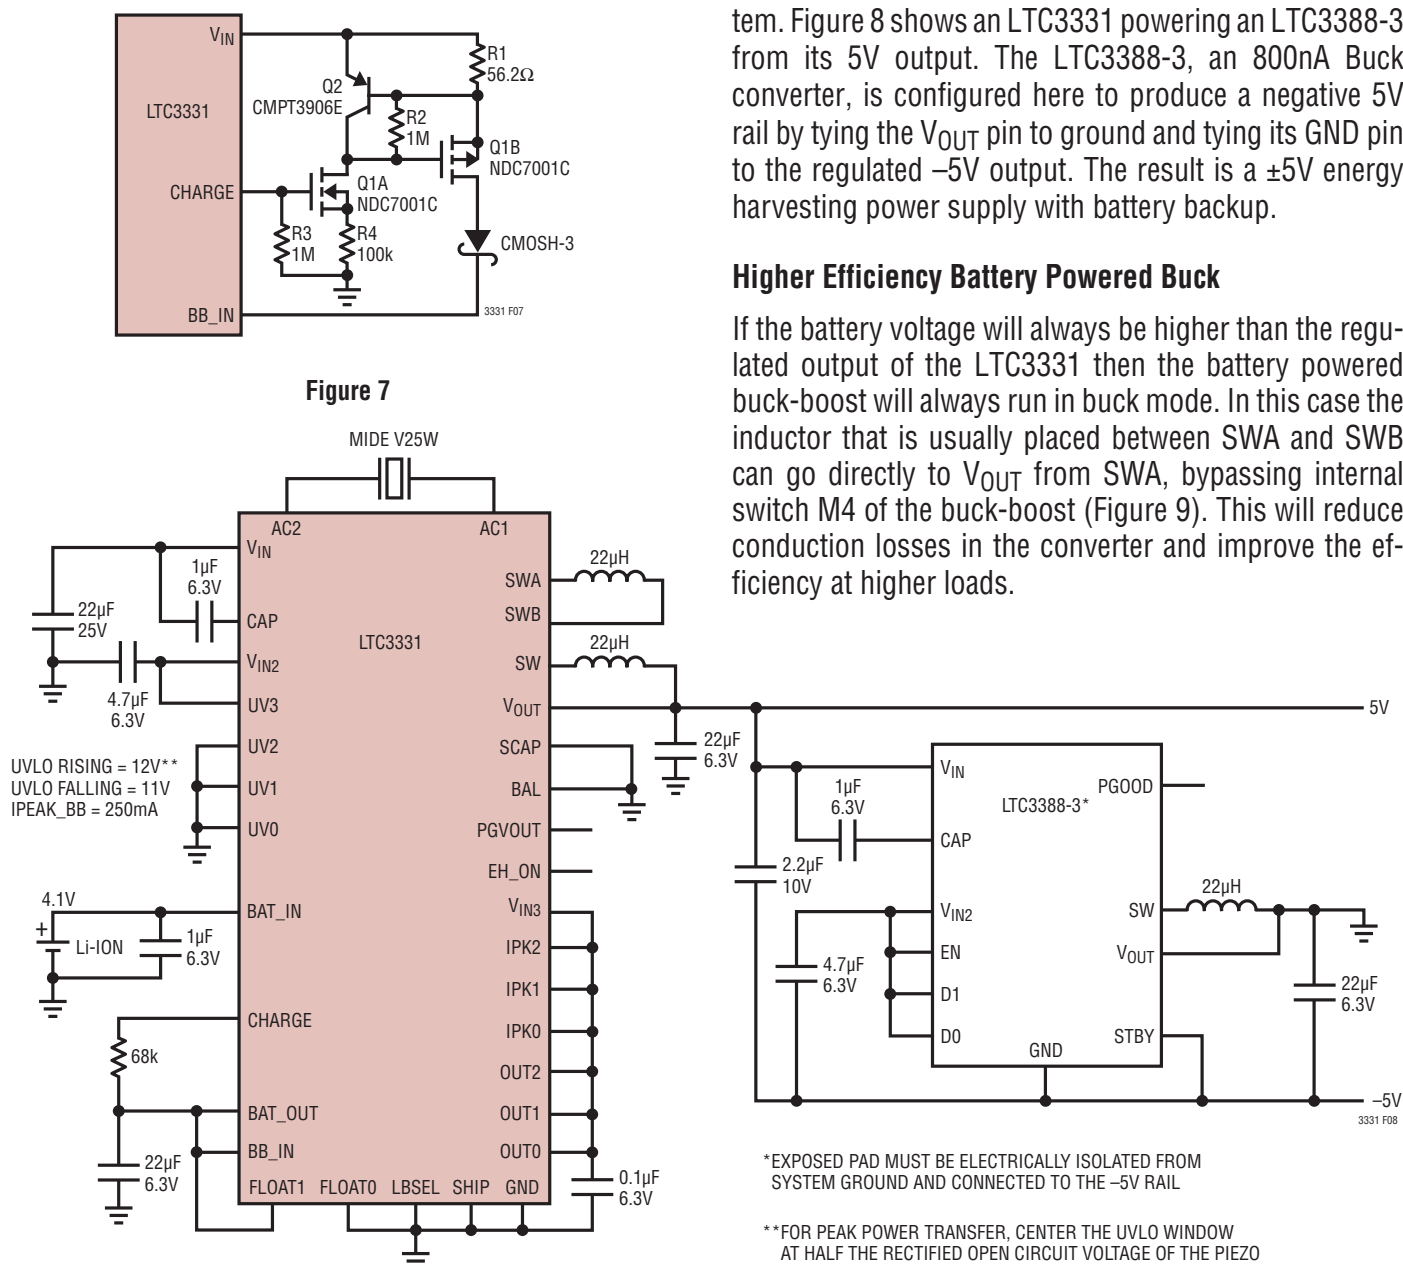 V_IN
LTC3331
CHARGE
BB_IN
Q2
CMPT3906E
R1
56.2Ω
R2
1M
Q1B
NDC7001C
Q1A
NDC7001C
R3
1M
R4
100k
CMOSH-3
3331 F07
Figure 7
MIDE V25W
AC2
AC1
V_IN
1µF
6.3V
CAP
22µF
25V
V_IN2
4.7µF
6.3V
UV3
UV2
UVLO RISING = 12V**
UVLO FALLING = 11V
IPEAK_BB = 250mA
UV1
UV0
4.1V
+
Li-ION
1µF
6.3V
BAT_IN
CHARGE
68k
BAT_OUT
BB_IN
22µF
6.3V
FLOAT1
FLOAT0
LBSEL
SHIP
GND
LTC3331
SWA
22µH
SWB
SW
22µH
V_OUT
22µF
6.3V
SCAP
BAL
PGVOUT
EH_ON
V_IN3
IPK2
IPK1
IPK0
OUT2
OUT1
OUT0
0.1µF
6.3V
5V
V_IN
LTC3388-3*
PGOOD
1µF
6.3V
CAP
2.2µF
10V
V_IN2
EN
D1
D0
4.7µF
6.3V
SW
22µH
V_OUT
22µF
6.3V
STBY
GND
–5V
3331 F08
*EXPOSED PAD MUST BE ELECTRICALLY ISOLATED FROM
SYSTEM GROUND AND CONNECTED TO THE –5V RAIL
**FOR PEAK POWER TRANSFER, CENTER THE UVLO WINDOW
AT HALF THE RECTIFIED OPEN CIRCUIT VOLTAGE OF THE PIEZO
tem. Figure 8 shows an LTC3331 powering an LTC3388-3
from its 5V output. The LTC3388-3, an 800nA Buck
converter, is configured here to produce a negative 5V
rail by tying the V_OUT pin to ground and tying its GND pin
to the regulated –5V output. The result is a ±5V energy
harvesting power supply with battery backup.
Higher Efficiency Battery Powered Buck
If the battery voltage will always be higher than the regu-
lated output of the LTC3331 then the battery powered
buck-boost will always run in buck mode. In this case the
inductor that is usually placed between SWA and SWB
can go directly to V_OUT from SWA, bypassing internal
switch M4 of the buck-boost (Figure 9). This will reduce
conduction losses in the converter and improve the ef-
ficiency at higher loads.